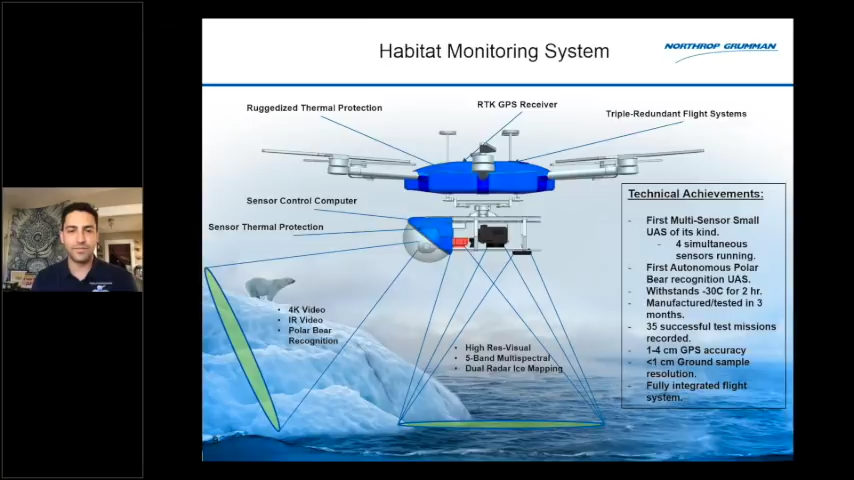 Habitat Monitoring System
NORTHROP GRUMMAN
Ruggedized Thermal Protection
RTK GPS Receiver
Triple-Redundant Flight Systems
Sensor Control Computer
Sensor Thermal Protection
• 4K Video
• IR Video
• Polar Bear
Recognition
• High Res-Visual
• 5-Band Multispectral
• Dual Radar Ice Mapping
Technical Achievements:
- First Multi-Sensor Small
UAS of its kind.
- 4 simultaneous
sensors running.
- First Autonomous Polar
Bear recognition UAS.
- Withstands -30C for 2 hr.
- Manufactured/tested in 3
months.
- 35 successful test missions
recorded.
- 1-4 cm GPS accuracy
- <1 cm Ground sample
resolution.
- Fully integrated flight
system.